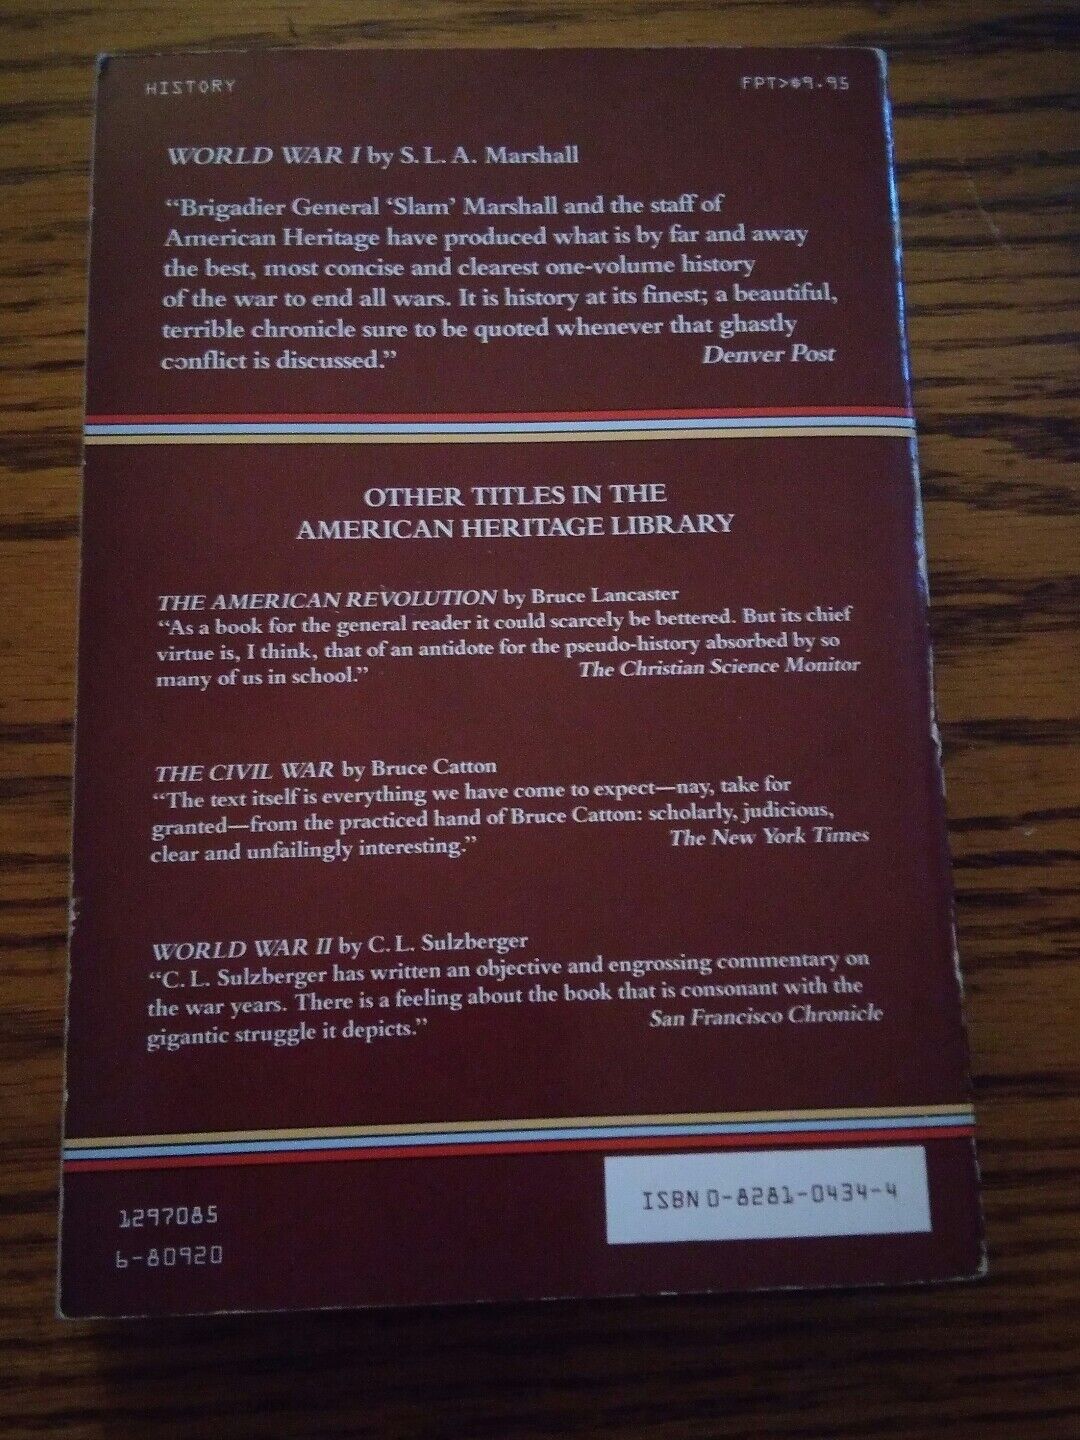 HISTORY
FPT>$9.95
WORLD WAR I by S. L. A. Marshall
“Brigadier General ‘Slam’ Marshall and the staff of
American Heritage have produced what is by far and away
the best, most concise and clearest one-volume history
of the war to end all wars. It is history at its finest; a beautiful,
terrible chronicle sure to be quoted whenever that ghastly
conflict is discussed.” Denver Post
OTHER TITLES IN THE
AMERICAN HERITAGE LIBRARY
THE AMERICAN REVOLUTION by Bruce Lancaster
“As a book for the general reader it could scarcely be bettered. But its chief
virtue is, I think, that of an antidote for the pseudo-history absorbed by so
many of us in school.” The Christian Science Monitor
THE CIVIL WAR by Bruce Catton
“The text itself is everything we have come to expect—nay, take for
granted—from the practiced hand of Bruce Catton: scholarly, judicious,
clear and unfailingly interesting.” The New York Times
WORLD WAR II by C. L. Sulzberger
“C. L. Sulzberger has written an objective and engrossing commentary on
the war years. There is a feeling about the book that is consonant with the
gigantic struggle it depicts.” San Francisco Chronicle
1297085
6-80920
ISBN 0-8281-0434-4